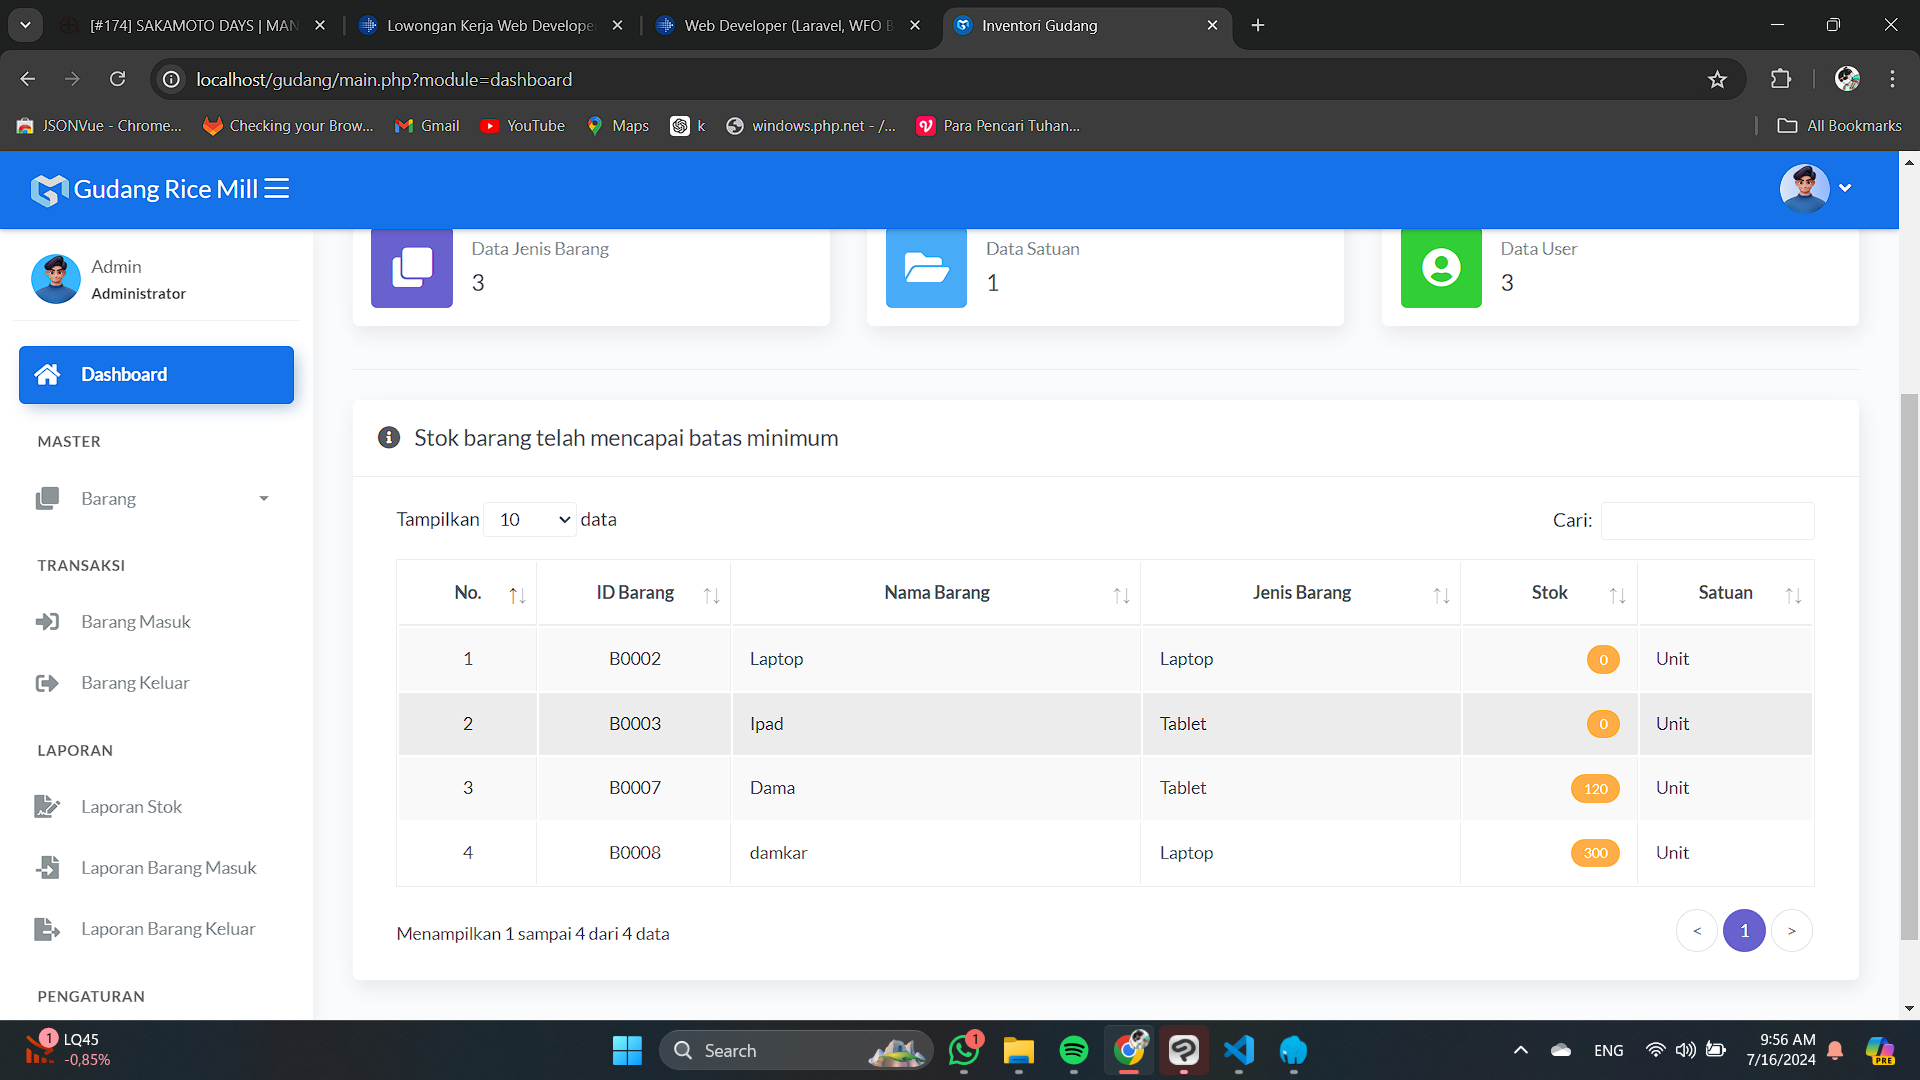 [#174] SAKAMOTO DAYS | MAN
Lowongan Kerja Web Develope
Web Developer (Laravel, WFO B
Inventori Gudang
localhost/gudang/main.php?module=dashboard
JSONVue - Chrome...
Checking your Brow...
Gmail
YouTube
Maps
k
windows.php.net - /...
Para Pencari Tuhan...
All Bookmarks
Gudang Rice Mill
Admin
Administrator
Dashboard
MASTER
Barang
TRANSAKSI
Barang Masuk
Barang Keluar
LAPORAN
Laporan Stok
Laporan Barang Masuk
Laporan Barang Keluar
PENGATURAN
Data Jenis Barang
3
Data Satuan
1
Data User
3
Stok barang telah mencapai batas minimum
Tampilkan 10 data
Cari:
No. ID Barang Nama Barang Jenis Barang Stok Satuan
1 B0002 Laptop Laptop 0 Unit
2 B0003 Ipad Tablet 0 Unit
3 B0007 Dama Tablet 120 Unit
4 B0008 damkar Laptop 300 Unit
Menampilkan 1 sampai 4 dari 4 data
< 1 >
1
LQ45
-0,85%
Search
1
ENG
9:56 AM
7/16/2024
PRE